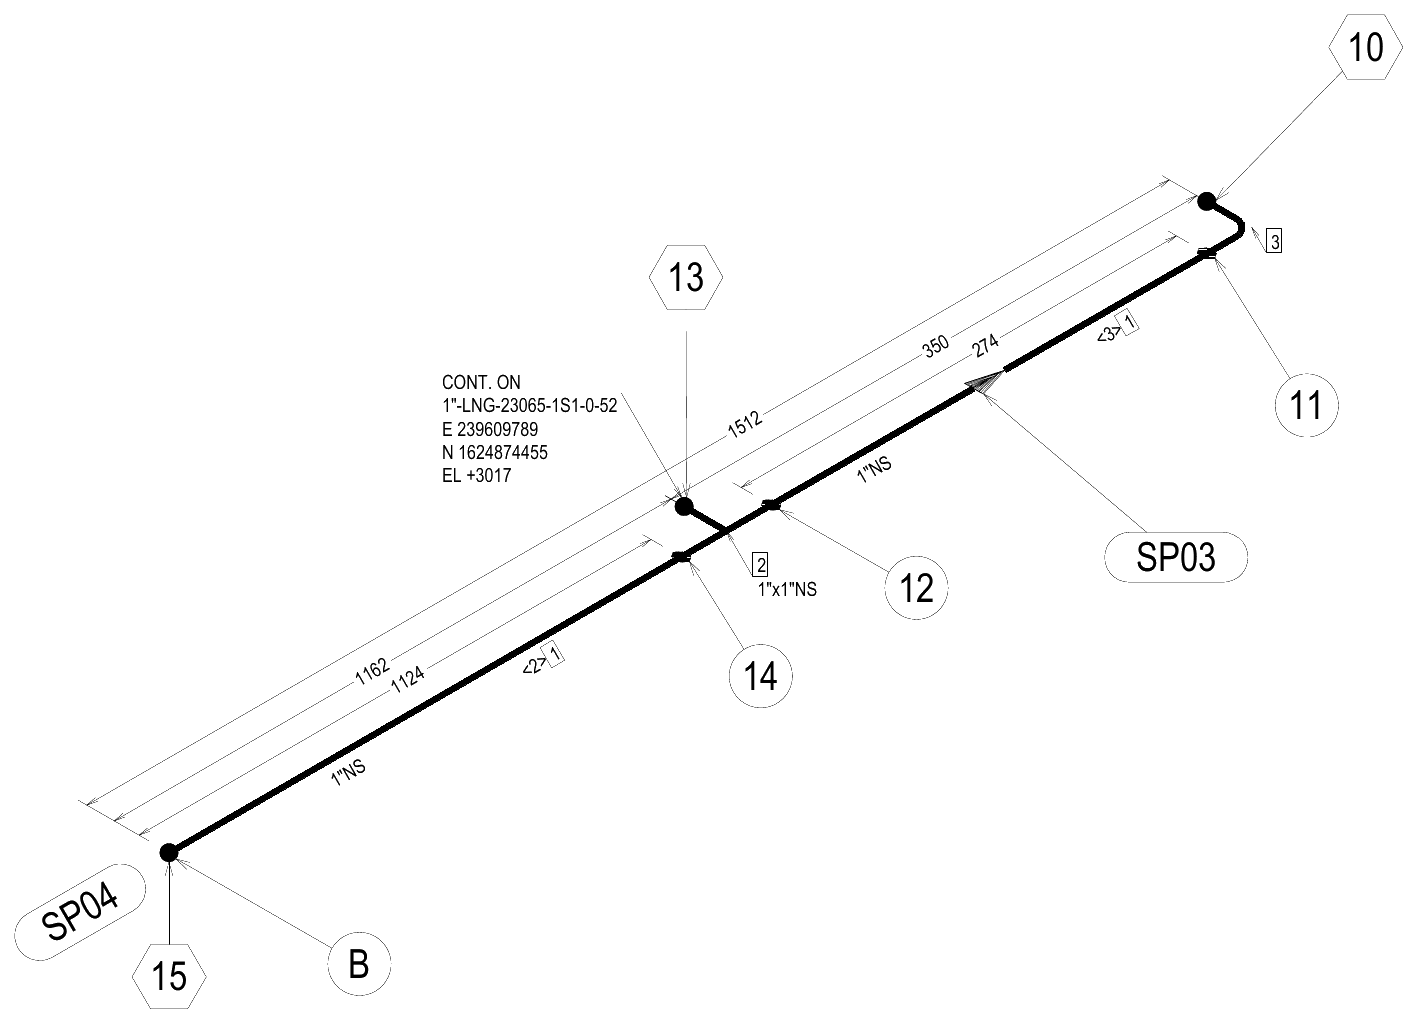 10
3
13
<3> 1
350
274
11
CONT. ON
1"-LNG-23065-1S1-0-52
E 239609789
N 1624874455
EL +3017
1512
1"NS
SP03
2
1"x1"NS
12
<2> 1
14
1162
1124
1"NS
SP04
B
15